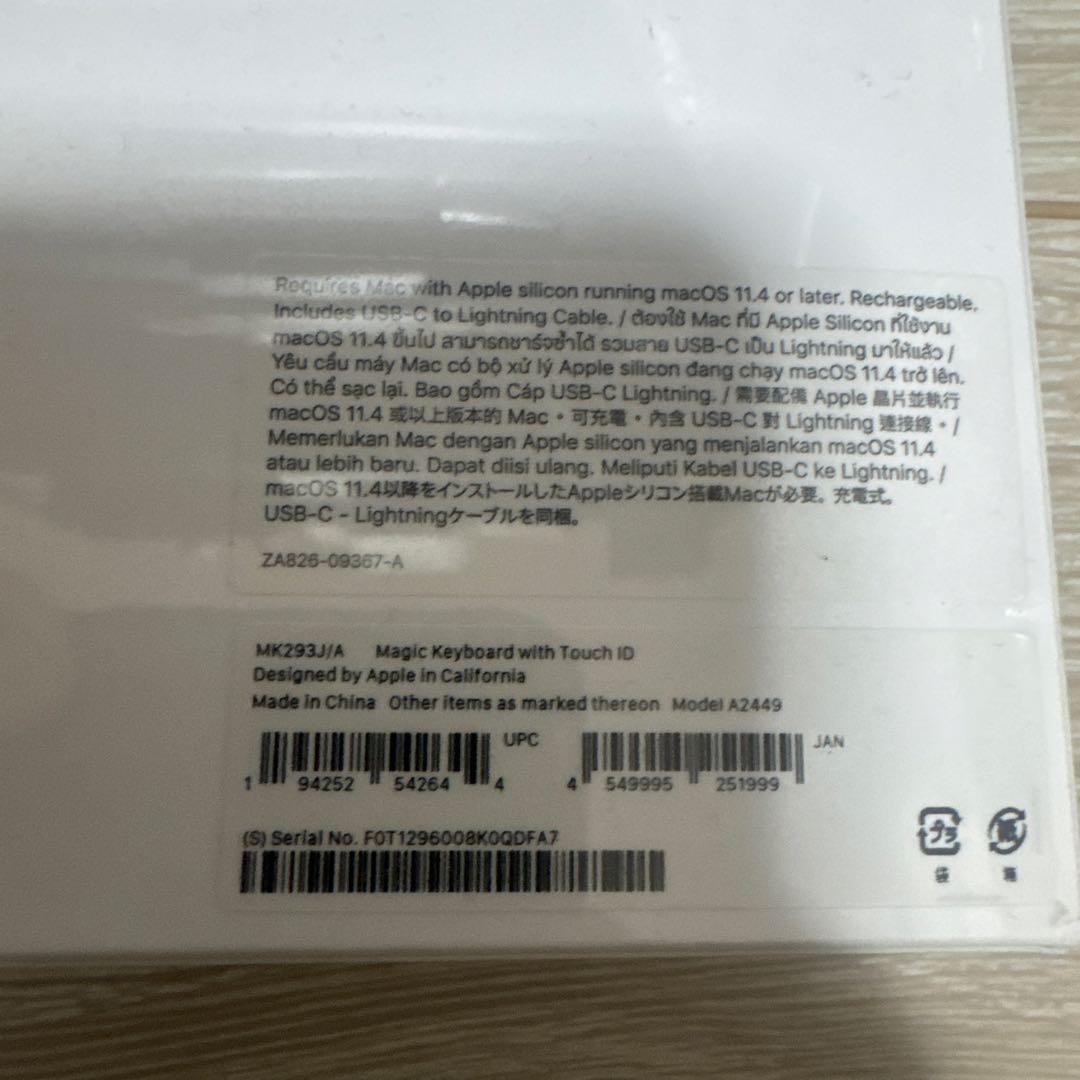 Requires Mac with Apple silicon running macOS 11.4 or later. Rechargeable.
Includes USB-C to Lightning Cable. / ต้องใช้ Mac ที่มี Apple Silicon ที่ใช้งาน
macOS 11.4 ขึ้นไป สามารถชาร์จซ้ำได้ รวมสาย USB-C เป็น Lightning มาให้แล้ว /
Yêu cầu máy Mac có bộ xử lý Apple silicon đang chạy macOS 11.4 trở lên.
Có thể sạc lại. Bao gồm Cáp USB-C Lightning. / 需要配備 Apple 晶片並執行
macOS 11.4 或以上版本的 Mac。可充電。內含 USB-C 對 Lightning 連接線。/
Memerlukan Mac dengan Apple silicon yang menjalankan macOS 11.4
atau lebih baru. Dapat diisi ulang. Meliputi Kabel USB-C ke Lightning. /
macOS 11.4以降をインストールしたAppleシリコン搭載Macが必要。充電式。
USB-C – Lightningケーブルを同梱。
ZA826-09367-A
MK293J/A Magic Keyboard with Touch ID
Designed by Apple in California
Made in China Other items as marked thereon Model A2449
UPC JAN
1 94252 54264 4 4 549995 251999
(S) Serial No. F0T1296008K0QDFA7
プラ 紙
袋 箱